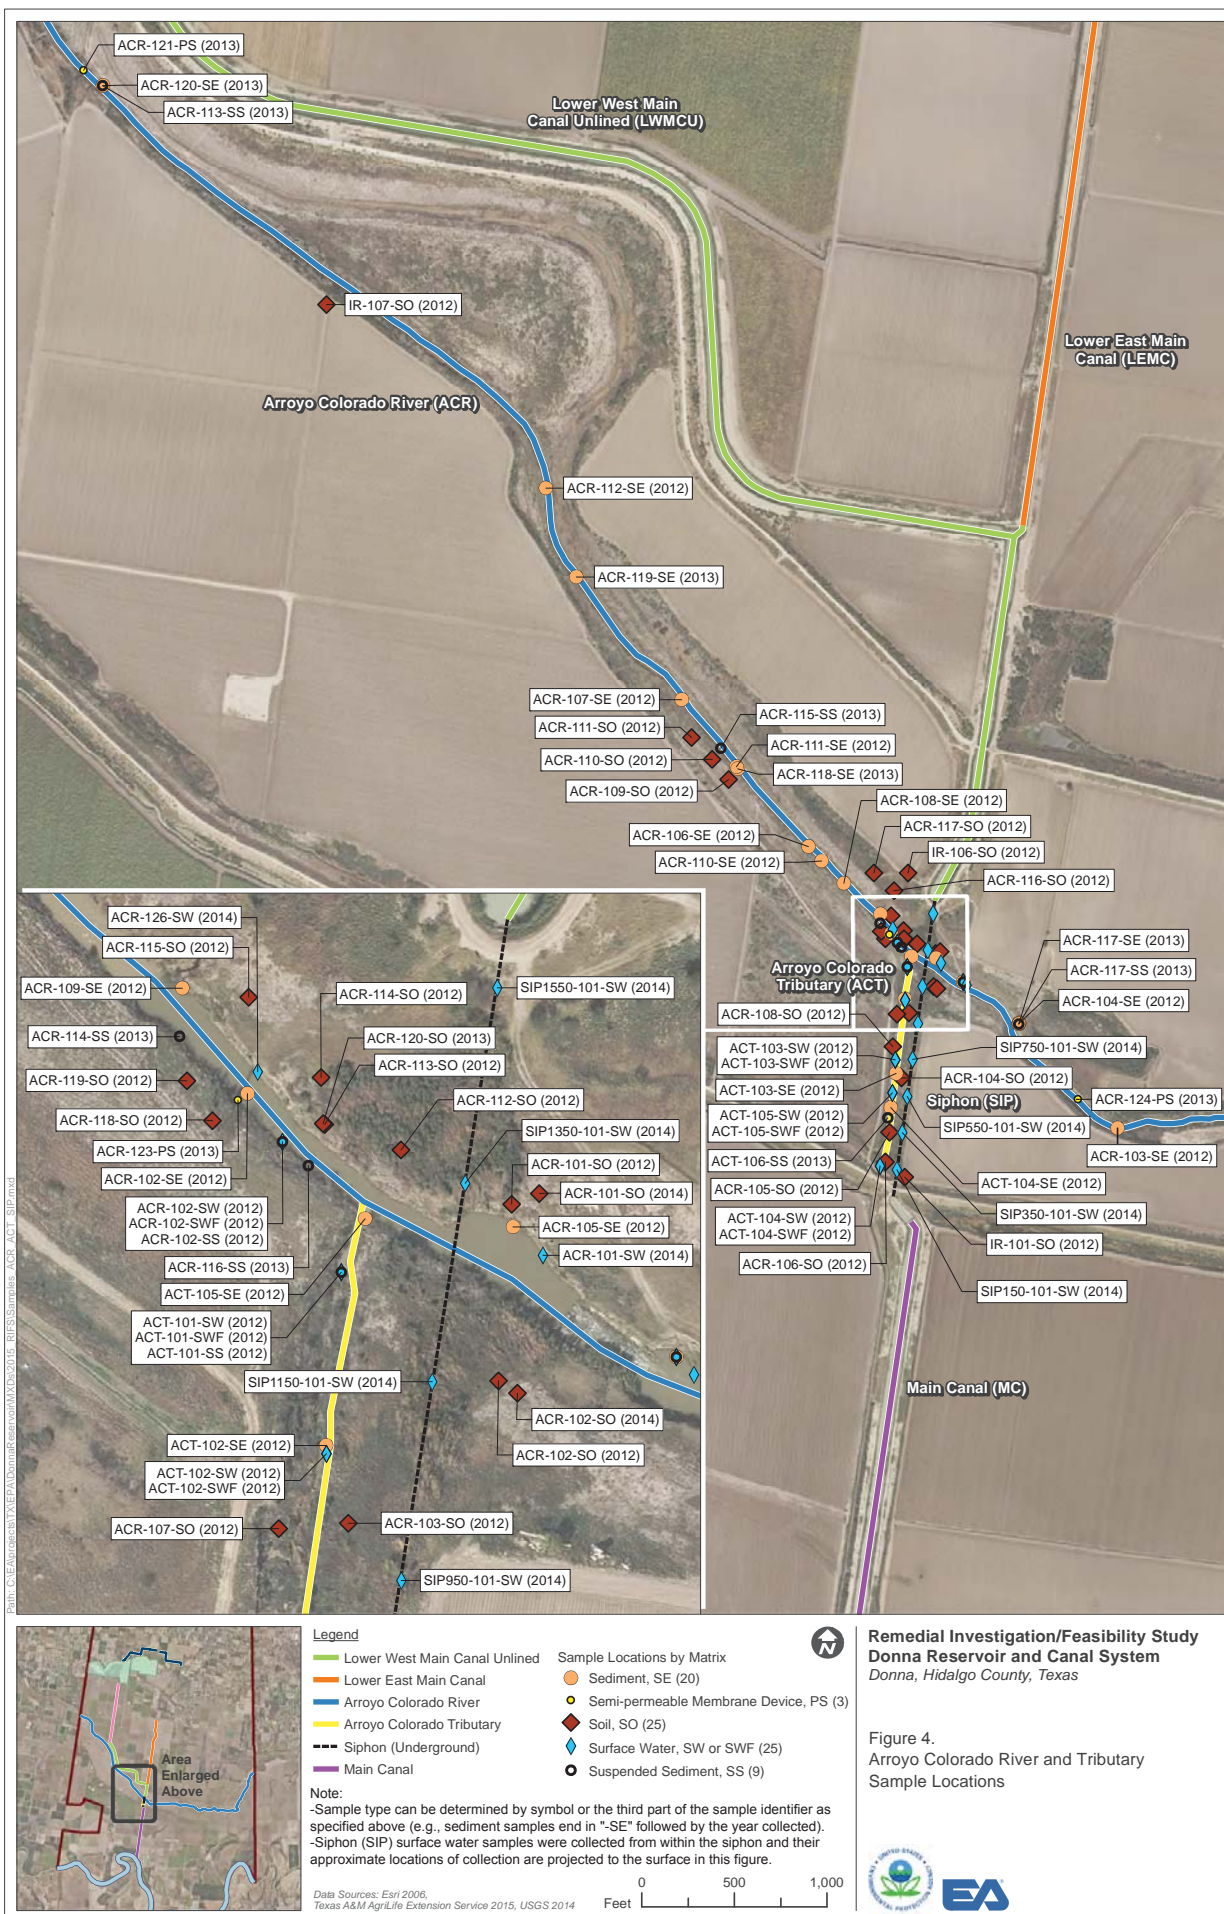 ACR-121-PS (2013)
ACR-120-SE (2013)
ACR-113-SS (2013)
Lower West Main
Canal Unlined (LWMCU)
IR-107-SO (2012)
Lower East Main
Canal (LEMC)
Arroyo Colorado River (ACR)
ACR-112-SE (2012)
ACR-119-SE (2013)
ACR-107-SE (2012)
ACR-115-SS (2013)
ACR-111-SO (2012)
ACR-111-SE (2012)
ACR-110-SO (2012)
ACR-118-SE (2013)
ACR-109-SO (2012)
ACR-108-SE (2012)
ACR-117-SO (2012)
ACR-106-SE (2012)
IR-106-SO (2012)
ACR-110-SE (2012)
ACR-116-SO (2012)
ACR-117-SE (2013)
ACR-117-SS (2013)
ACR-104-SE (2012)
Arroyo Colorado
Tributary (ACT)
ACR-108-SO (2012)
ACT-103-SW (2012)
ACT-103-SWF (2012)
SIP750-101-SW (2014)
ACR-104-SO (2012)
ACT-103-SE (2012)
Siphon (SIP)
ACR-124-PS (2013)
ACT-105-SW (2012)
ACT-105-SWF (2012)
SIP550-101-SW (2014)
ACR-103-SE (2012)
ACT-106-SS (2013)
ACT-104-SE (2012)
ACR-105-SO (2012)
SIP350-101-SW (2014)
ACT-104-SW (2012)
ACT-104-SWF (2012)
IR-101-SO (2012)
ACR-106-SO (2012)
SIP150-101-SW (2014)
Main Canal (MC)
ACR-126-SW (2014)
ACR-115-SO (2012)
ACR-109-SE (2012)
ACR-114-SO (2012)
SIP1550-101-SW (2014)
ACR-114-SS (2013)
ACR-120-SO (2013)
ACR-113-SO (2012)
ACR-119-SO (2012)
ACR-112-SO (2012)
ACR-118-SO (2012)
SIP1350-101-SW (2014)
ACR-123-PS (2013)
ACR-101-SO (2012)
ACR-102-SE (2012)
ACR-101-SO (2014)
ACR-102-SW (2012)
ACR-102-SWF (2012)
ACR-102-SS (2012)
ACR-105-SE (2012)
ACR-101-SW (2014)
ACR-116-SS (2013)
ACT-105-SE (2012)
ACT-101-SW (2012)
ACT-101-SWF (2012)
ACT-101-SS (2012)
SIP1150-101-SW (2014)
ACR-102-SO (2014)
ACR-102-SO (2012)
ACT-102-SE (2012)
ACT-102-SW (2012)
ACT-102-SWF (2012)
ACR-107-SO (2012)
ACR-103-SO (2012)
SIP950-101-SW (2014)
Path: C:\EA\projects\TX\EPA\DonnaReservoir\MXDs\2015_RIFS\Samples_ACR_ACT_SIP.mxd
Area
Enlarged
Above
Legend
Lower West Main Canal Unlined
Lower East Main Canal
Arroyo Colorado River
Arroyo Colorado Tributary
Siphon (Underground)
Main Canal
Sample Locations by Matrix
Sediment, SE (20)
Semi-permeable Membrane Device, PS (3)
Soil, SO (25)
Surface Water, SW or SWF (25)
Suspended Sediment, SS (9)
N
Note:
-Sample type can be determined by symbol or the third part of the sample identifier as
specified above (e.g., sediment samples end in "-SE" followed by the year collected).
-Siphon (SIP) surface water samples were collected from within the siphon and their
approximate locations of collection are projected to the surface in this figure.
Data Sources: Esri 2006,
Texas A&M AgriLife Extension Service 2015, USGS 2014
Feet
0 500 1,000
Remedial Investigation/Feasibility Study
Donna Reservoir and Canal System
Donna, Hidalgo County, Texas
Figure 4.
Arroyo Colorado River and Tributary
Sample Locations
UNITED STATES
ENVIRONMENTAL PROTECTION AGENCY
EA